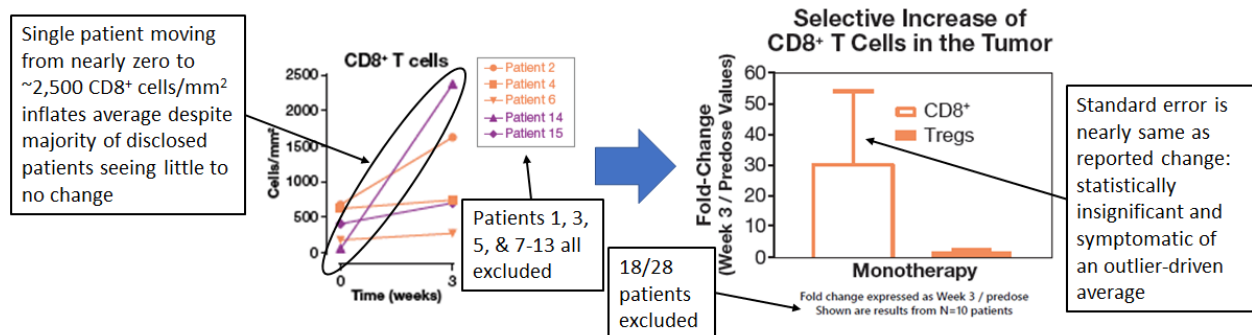 Single patient moving
from nearly zero to
~2,500 CD8⁺ cells/mm²
inflates average despite
majority of disclosed
patients seeing little to
no change
CD8⁺ T cells
2500
2000
1500
1000
500
0
Cells/mm²
0
3
Time (weeks)
Patient 2
Patient 4
Patient 6
Patient 14
Patient 15
Patients 1, 3,
5, & 7-13 all
excluded
Selective Increase of
CD8⁺ T Cells in the Tumor
Fold-Change
(Week 3 / Predose Values)
60
50
40
30
20
10
0
CD8⁺
Tregs
Monotherapy
Fold change expressed as Week 3 / predose
Shown are results from N=10 patients
18/28
patients
excluded
Standard error is
nearly same as
reported change:
statistically
insignificant and
symptomatic of
an outlier-driven
average